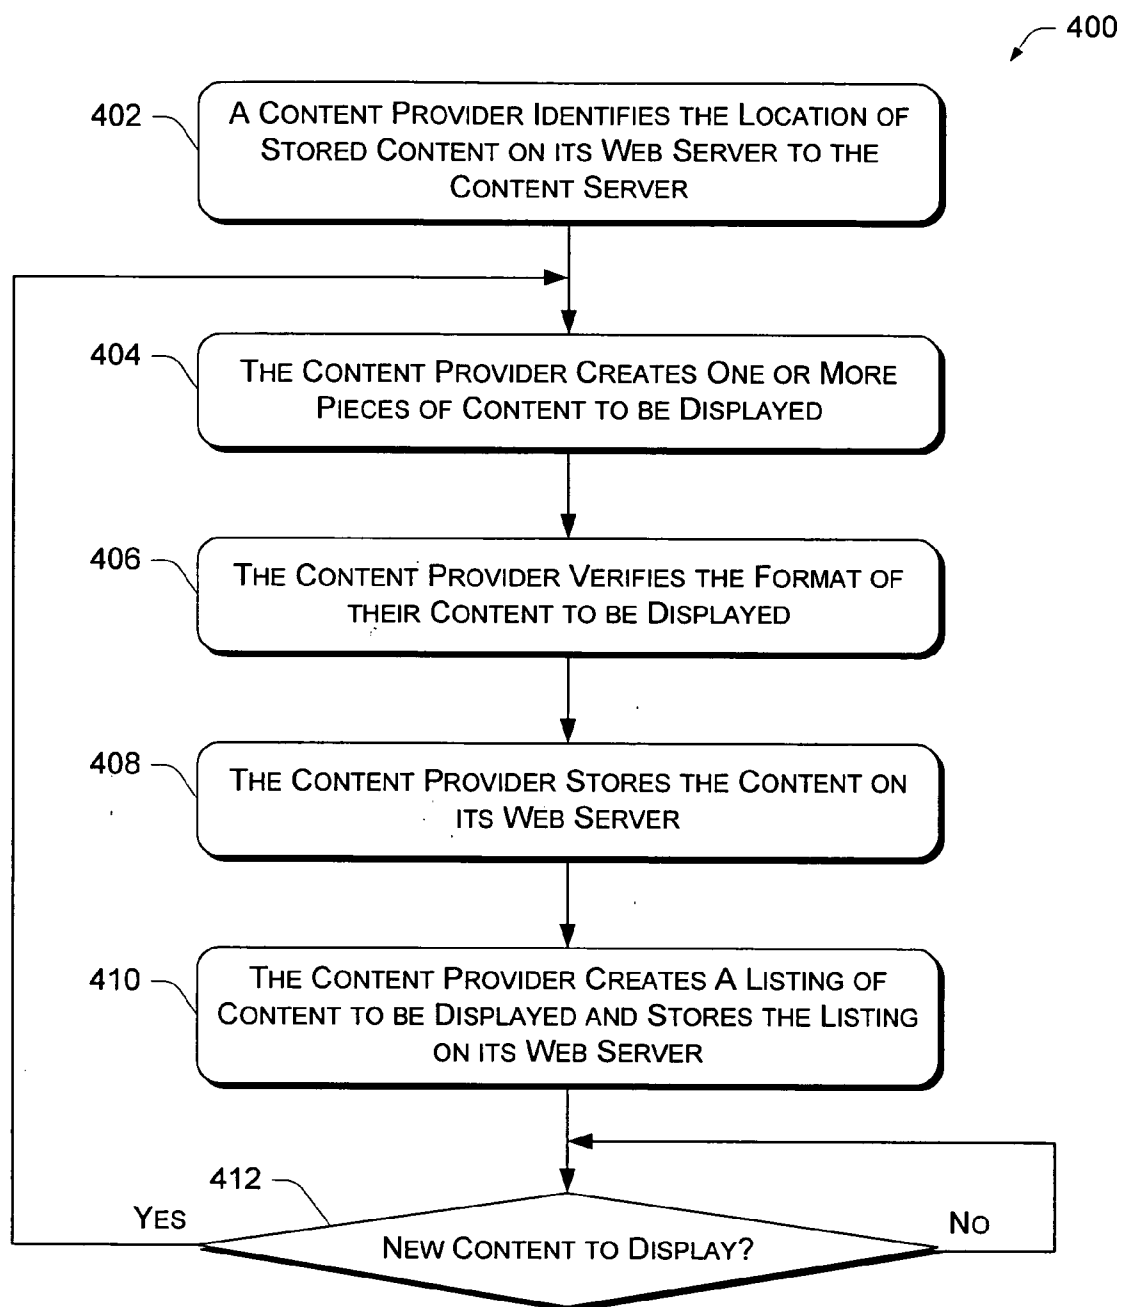 400
402
A CONTENT PROVIDER IDENTIFIES THE LOCATION OF
STORED CONTENT ON ITS WEB SERVER TO THE
CONTENT SERVER
404
THE CONTENT PROVIDER CREATES ONE OR MORE
PIECES OF CONTENT TO BE DISPLAYED
406
THE CONTENT PROVIDER VERIFIES THE FORMAT OF
THEIR CONTENT TO BE DISPLAYED
408
THE CONTENT PROVIDER STORES THE CONTENT ON
ITS WEB SERVER
410
THE CONTENT PROVIDER CREATES A LISTING OF
CONTENT TO BE DISPLAYED AND STORES THE LISTING
ON ITS WEB SERVER
412
YES
NO
NEW CONTENT TO DISPLAY?